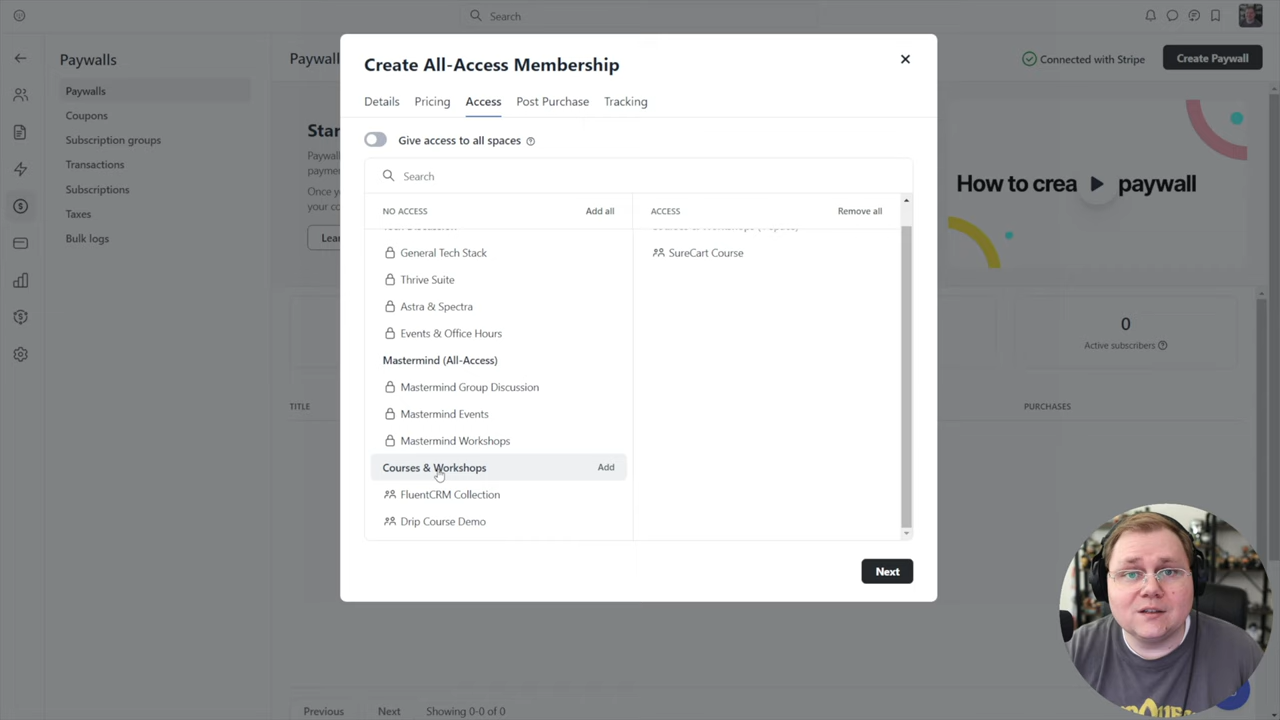 Search
Paywalls
Paywalls
Coupons
Subscription groups
Transactions
Subscriptions
Taxes
Bulk logs
Connected with Stripe
Create Paywall
How to crea
paywall
0
Active subscribers
TITLE
PURCHASES
Previous
Next
Showing 0-0 of 0
Create All-Access Membership
Details
Pricing
Access
Post Purchase
Tracking
Give access to all spaces
Search
NO ACCESS
Add all
ACCESS
Remove all
General Tech Stack
SureCart Course
Thrive Suite
Astra & Spectra
Events & Office Hours
Mastermind (All-Access)
Mastermind Group Discussion
Mastermind Events
Mastermind Workshops
Courses & Workshops
Add
FluentCRM Collection
Drip Course Demo
Next